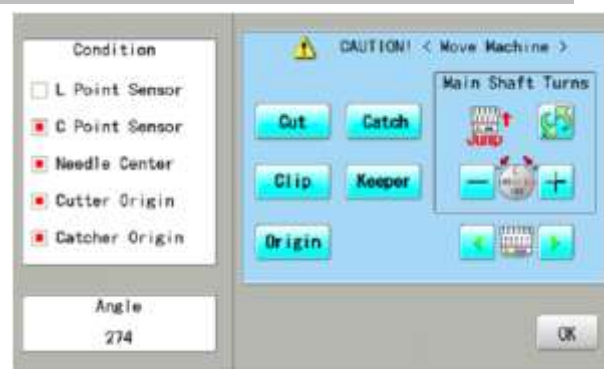 Condition
L Point Sensor
C Point Sensor
Needle Center
Cutter Origin
Catcher Origin
Angle
274
CAUTION! < Move Machine >
Main Shaft Turns
Cut
Catch
Jump
Clip
Keeper
Origin
OK